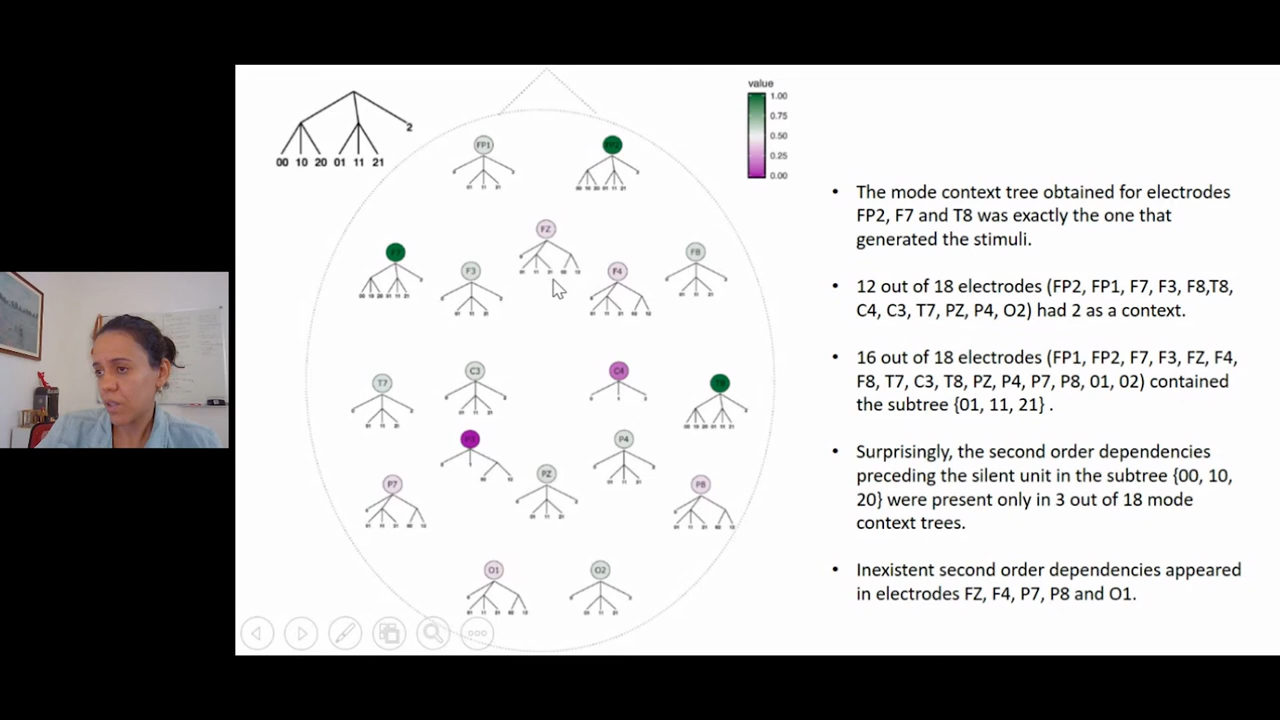 value
1.00
0.75
0.50
0.25
0.00
2
00 10 20 01 11 21
FP1
FP2
FZ
F7
F3
F4
F8
T7
C3
C4
T8
P3
P4
PZ
P7
P8
O1
O2
• The mode context tree obtained for electrodes
FP2, F7 and T8 was exactly the one that
generated the stimuli.
• 12 out of 18 electrodes (FP2, FP1, F7, F3, F8,T8,
C4, C3, T7, PZ, P4, O2) had 2 as a context.
• 16 out of 18 electrodes (FP1, FP2, F7, F3, FZ, F4,
F8, T7, C3, T8, PZ, P4, P7, P8, 01, 02) contained
the subtree {01, 11, 21} .
• Surprisingly, the second order dependencies
preceding the silent unit in the subtree {00, 10,
20} were present only in 3 out of 18 mode
context trees.
• Inexistent second order dependencies appeared
in electrodes FZ, F4, P7, P8 and O1.